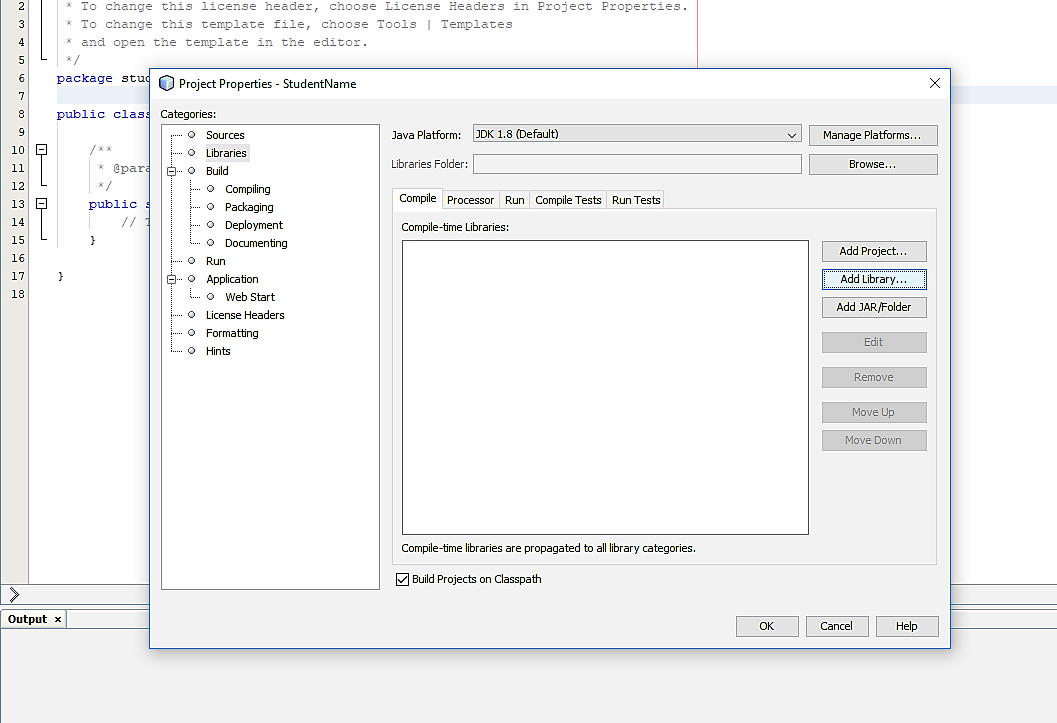 2 * To change this license header, choose License Headers in Project Properties.
3 * To change this template file, choose Tools | Templates
4 * and open the template in the editor.
5 */
6 package
7
8 public
9
10 /**
11 *
12 */
13 public
14 //
15 }
16
17 }
18
Project Properties - StudentName
Categories:
Sources
Libraries
Build
Compiling
Packaging
Deployment
Documenting
Run
Application
Web Start
License Headers
Formatting
Hints
Java Platform: JDK 1.8 (Default) Manage Platforms...
Libraries Folder: Browse...
Compile Processor Run Compile Tests Run Tests
Compile-time Libraries:
Add Project...
Add Library...
Add JAR/Folder
Edit
Remove
Move Up
Move Down
Compile-time libraries are propagated to all library categories.
Build Projects on Classpath
OK Cancel Help
Output ×